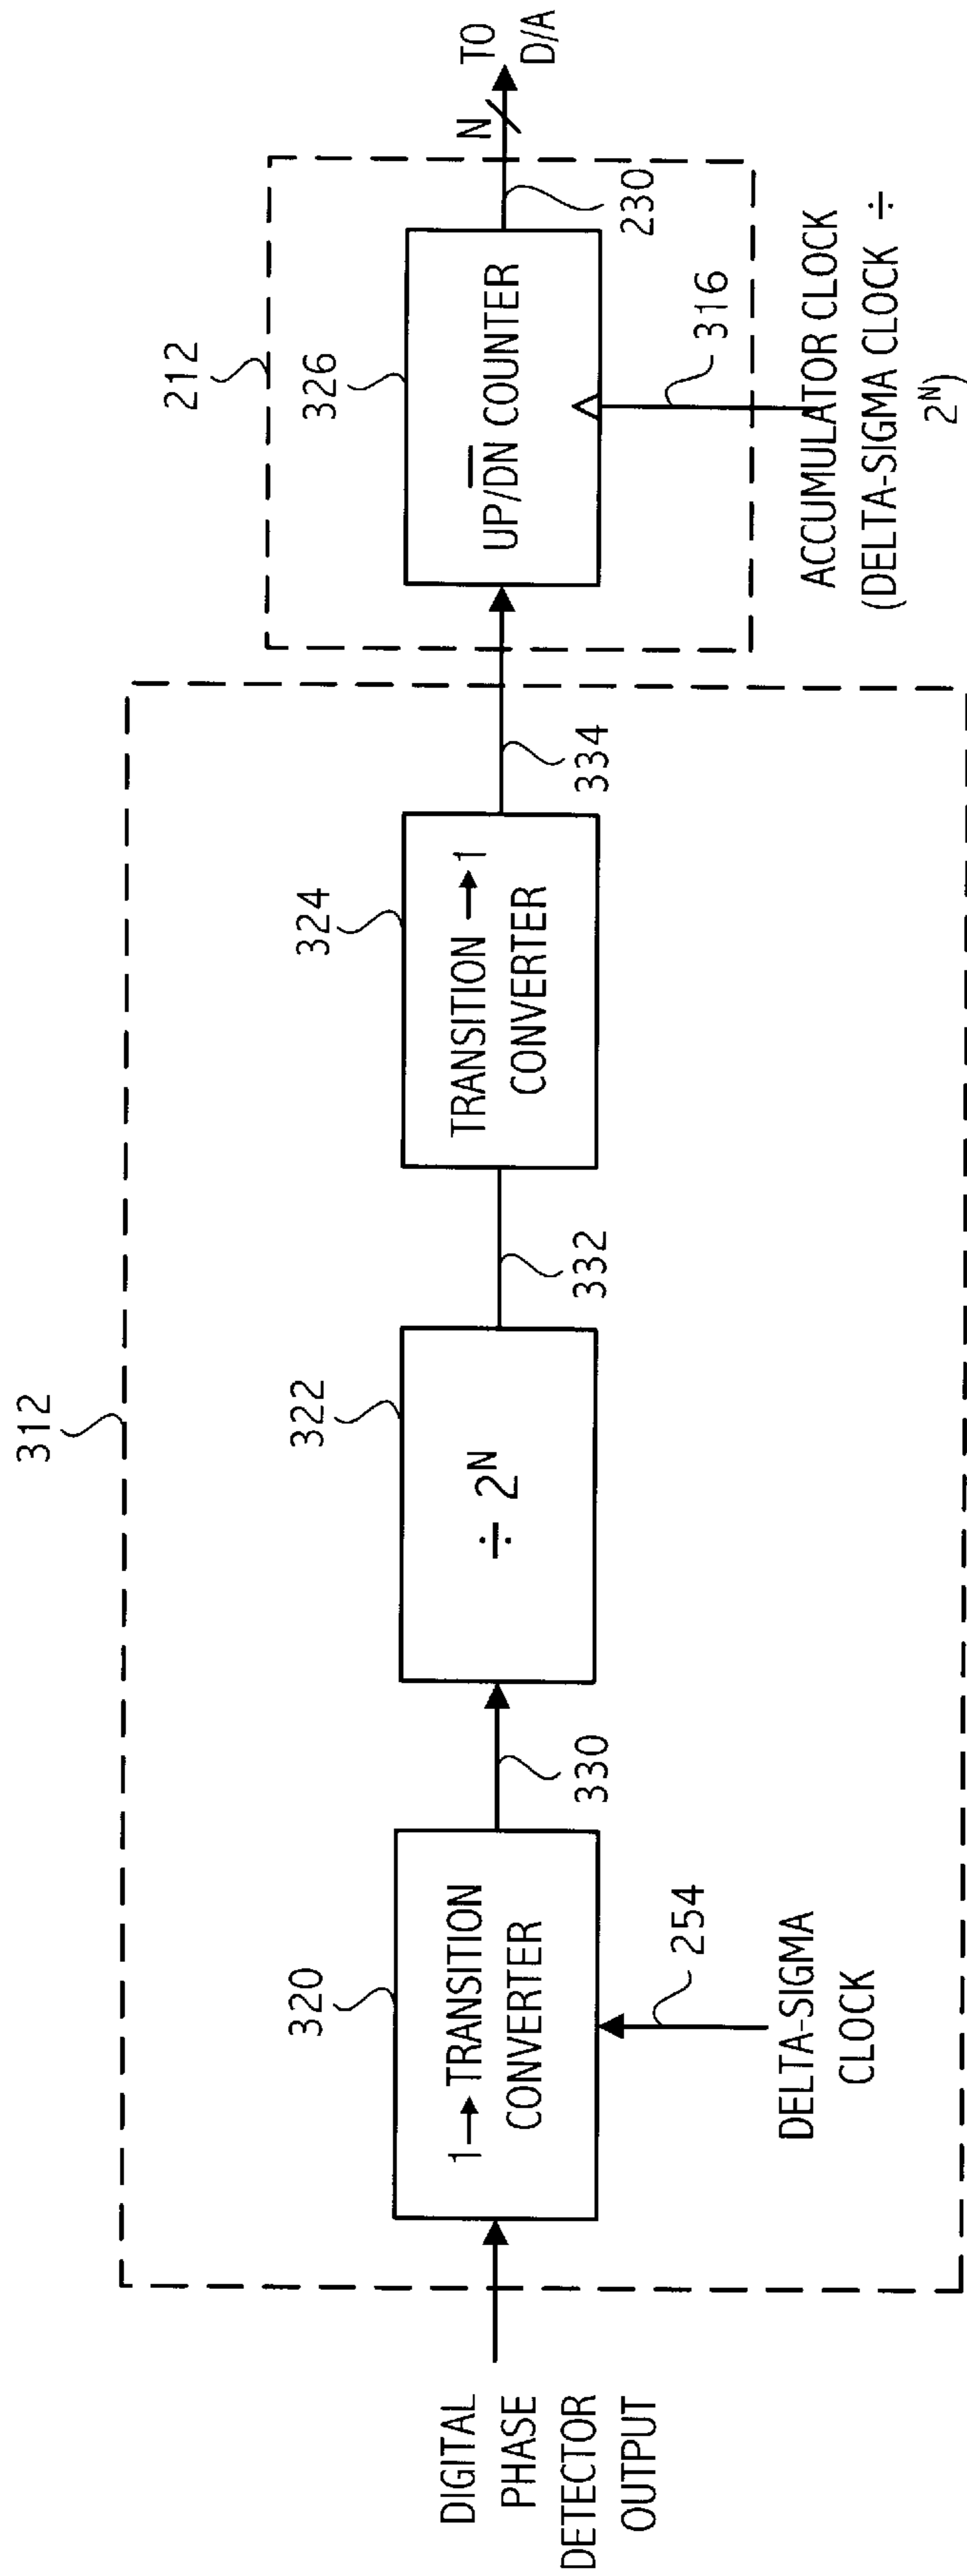 312
212
320
322
324
326
1→TRANSITION
CONVERTER
÷ 2ᴺ
TRANSITION→1
CONVERTER
UP/D̅N̅ COUNTER
N
TO
D/A
330
332
334
230
254
316
DIGITAL
PHASE
DETECTOR
OUTPUT
DELTA-SIGMA
CLOCK
ACCUMULATOR CLOCK
(DELTA-SIGMA CLOCK ÷
2ᴺ)